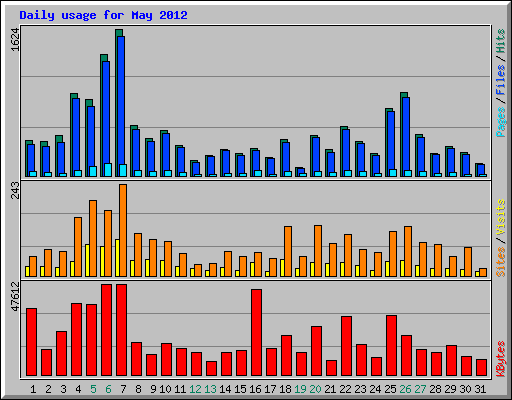 Daily usage for May 2012
1624
Pages / Files / Hits
243
Sites / Visits
47612
KBytes
1 2 3 4 5 6 7 8 9 10 11 12 13 14 15 16 17 18 19 20 21 22 23 24 25 26 27 28 29 30 31